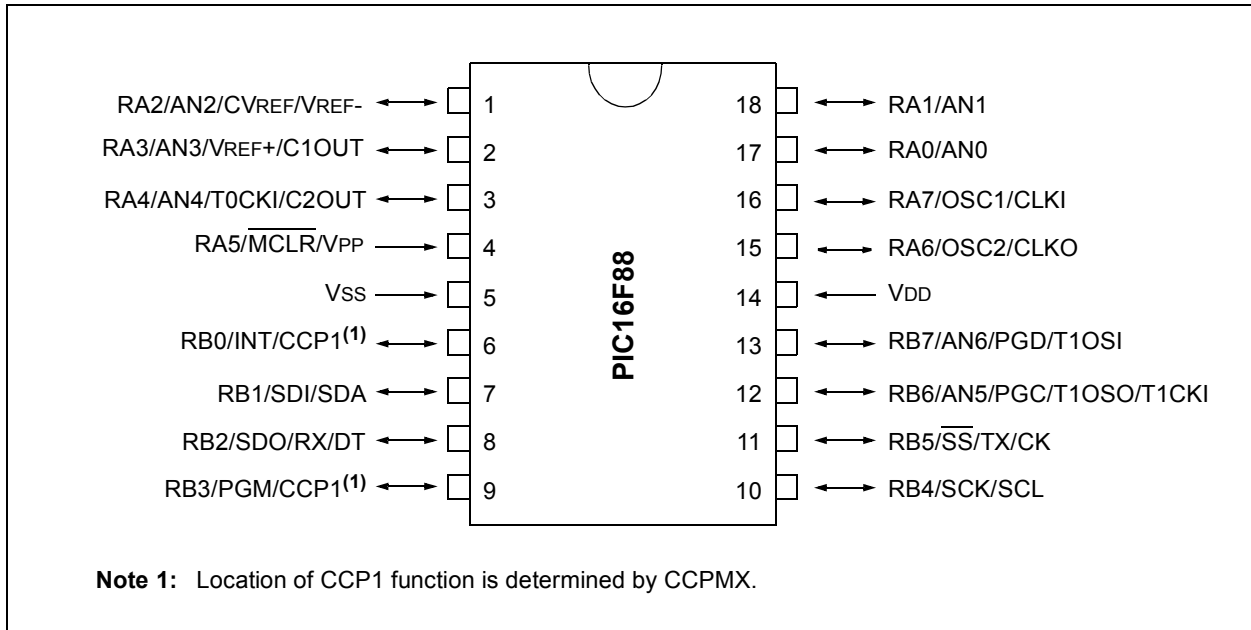 RA2/AN2/CVREF/VREF- 1
RA3/AN3/VREF+/C1OUT 2
RA4/AN4/T0CKI/C2OUT 3
RA5/MCLR/VPP 4
VSS 5
RB0/INT/CCP1(1) 6
RB1/SDI/SDA 7
RB2/SDO/RX/DT 8
RB3/PGM/CCP1(1) 9
PIC16F88
18 RA1/AN1
17 RA0/AN0
16 RA7/OSC1/CLKI
15 RA6/OSC2/CLKO
14 VDD
13 RB7/AN6/PGD/T1OSI
12 RB6/AN5/PGC/T1OSO/T1CKI
11 RB5/SS/TX/CK
10 RB4/SCK/SCL
Note 1: Location of CCP1 function is determined by CCPMX.